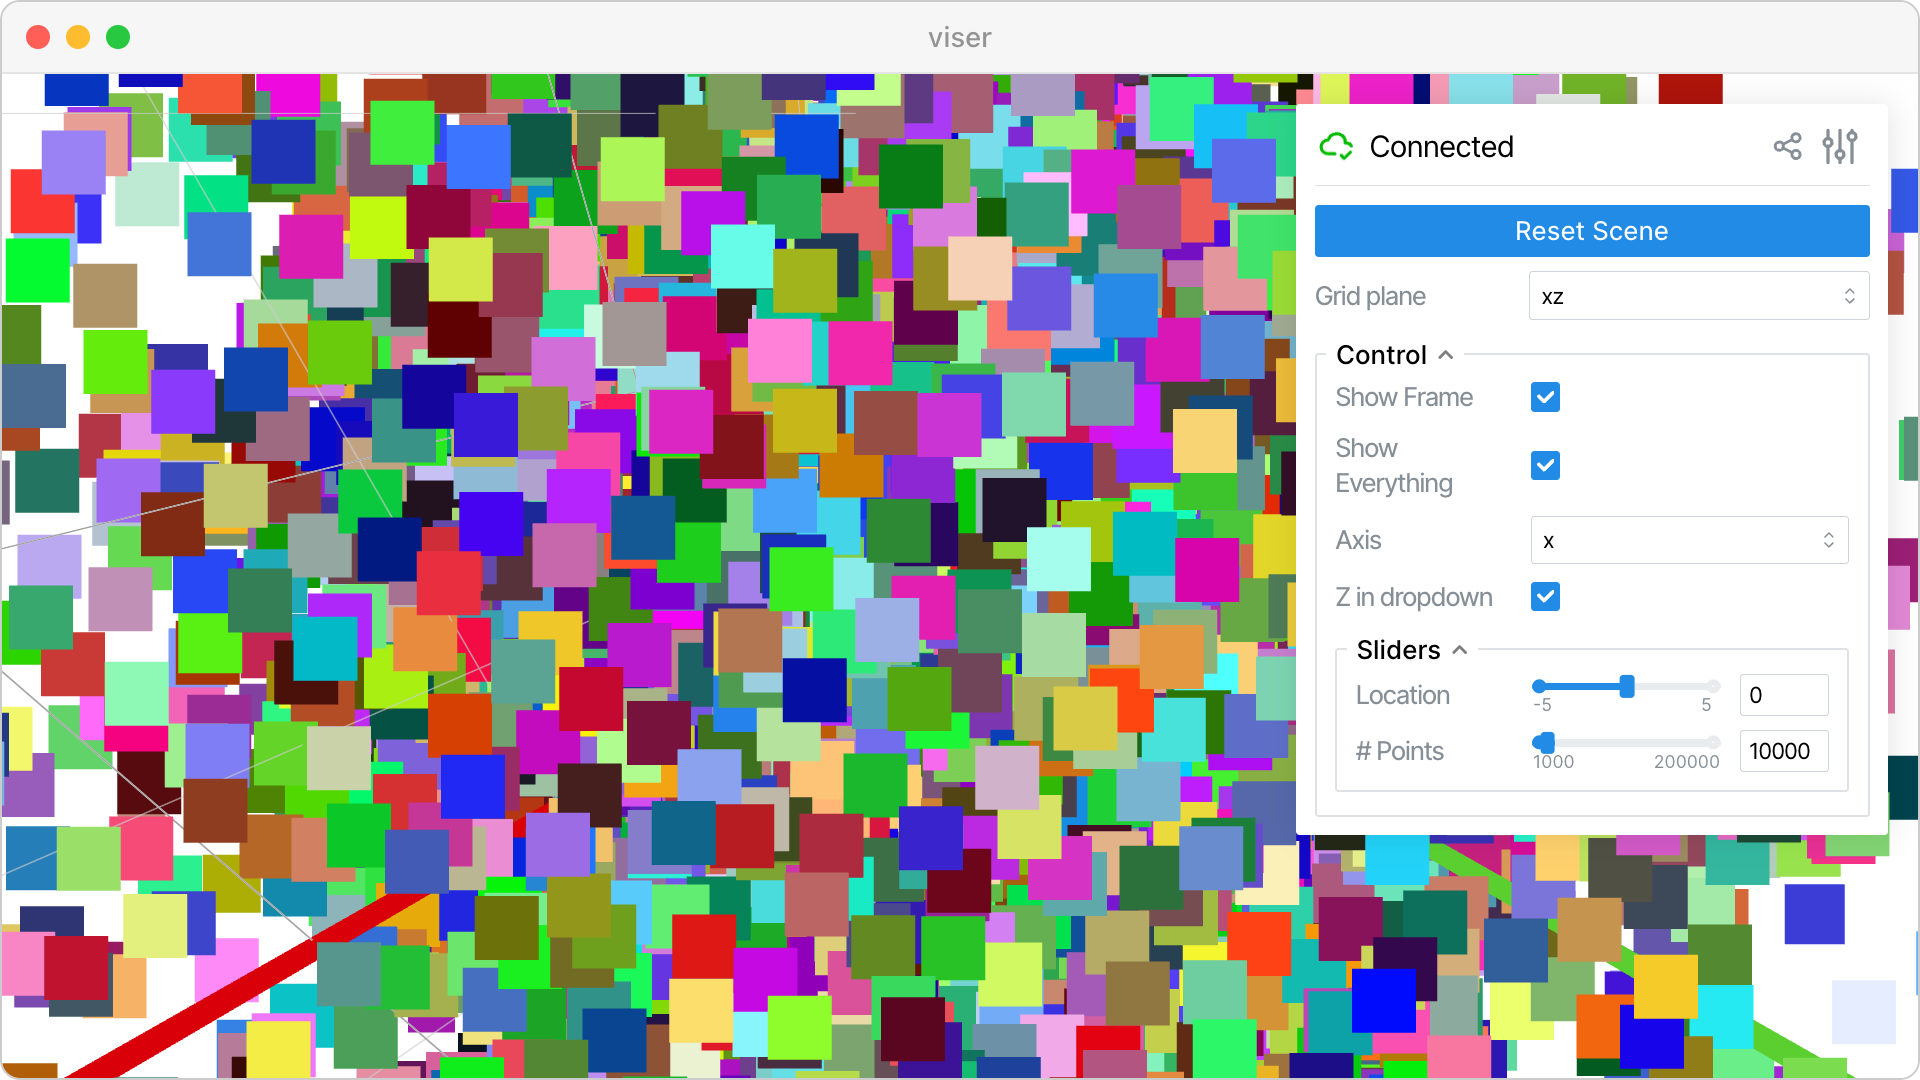 viser
Connected
Reset Scene
Grid plane
xz
Control
Show Frame
Show
Everything
Axis
x
Z in dropdown
Sliders
Location
-5
5
0
# Points
1000
200000
10000